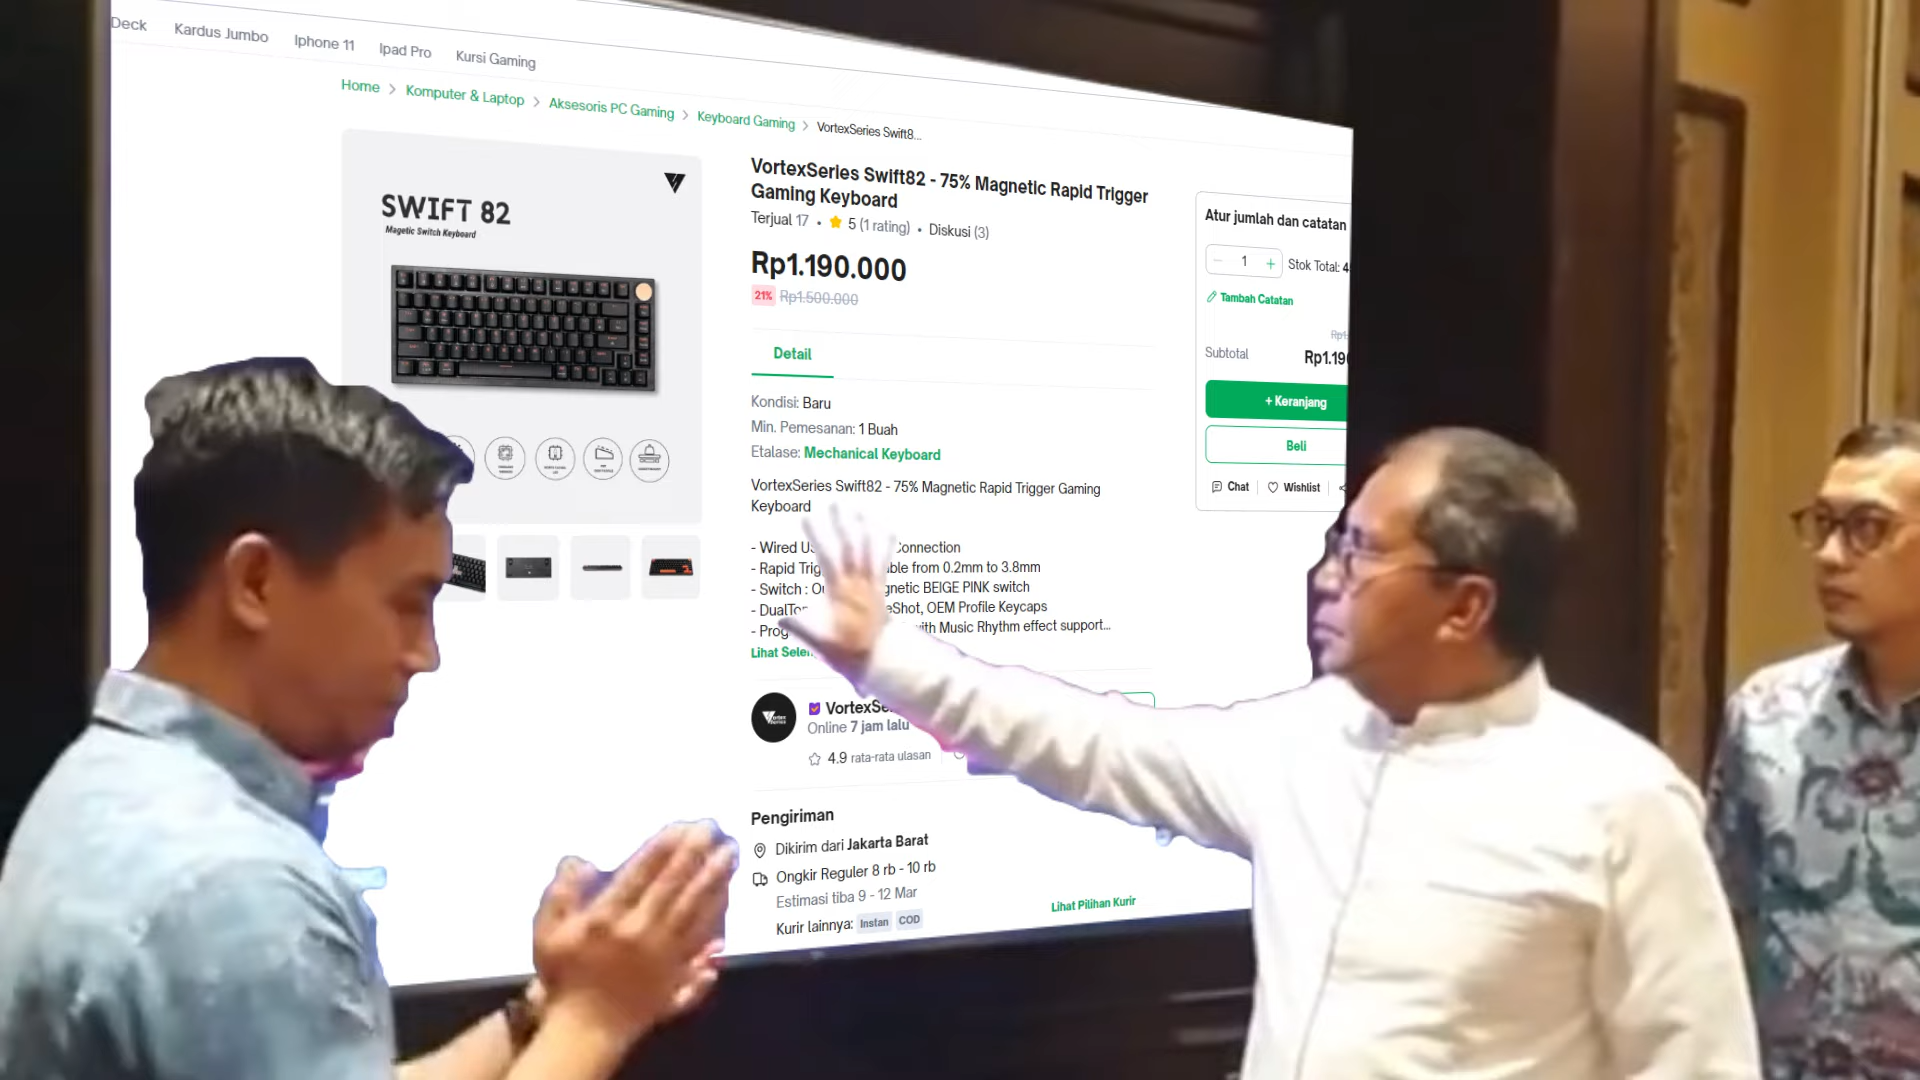 Deck Kardus Jumbo Iphone 11 Ipad Pro Kursi Gaming
Home > Komputer & Laptop > Aksesoris PC Gaming > Keyboard Gaming > VortexSeries Swift8...
SWIFT 82
Magetic Switch Keyboard
VortexSeries Swift82 - 75% Magnetic Rapid Trigger
Gaming Keyboard
Terjual 17 • 5 (1 rating) • Diskusi (3)
Rp1.190.000
21% Rp1.500.000
Detail
Kondisi: Baru
Min. Pemesanan: 1 Buah
Etalase: Mechanical Keyboard
VortexSeries Swift82 - 75% Magnetic Rapid Trigger Gaming
Keyboard
- Wired Connection
- Rapid from 0.2mm to 3.8mm
- Switch : BEIGE PINK switch
- OEM Profile Keycaps
- Music Rhythm effect support...
Lihat
Online 7 jam lalu
4.9 rata-rata ulasan
Pengiriman
Dikirim dari Jakarta Barat
Ongkir Reguler 8 rb - 10 rb
Estimasi tiba 9 - 12 Mar
Kurir lainnya: Instan COD
Lihat Pilihan Kurir
Atur jumlah dan catatan
1 Stok Total:
Tambah Catatan
Subtotal Rp1.190
+ Keranjang
Beli
Chat Wishlist